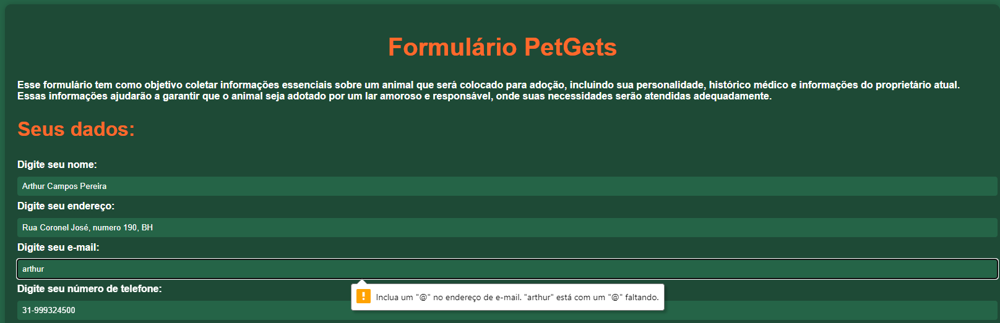 Formulário PetGets
Esse formulário tem como objetivo coletar informações essenciais sobre um animal que será colocado para adoção, incluindo sua personalidade, histórico médico e informações do proprietário atual.
Essas informações ajudarão a garantir que o animal seja adotado por um lar amoroso e responsável, onde suas necessidades serão atendidas adequadamente.
Seus dados:
Digite seu nome:
Arthur Campos Pereira
Digite seu endereço:
Rua Coronel José, numero 190, BH
Digite seu e-mail:
arthur
Digite seu número de telefone:
Inclua um "@" no endereço de e-mail. "arthur" está com um "@" faltando.
31-999324500